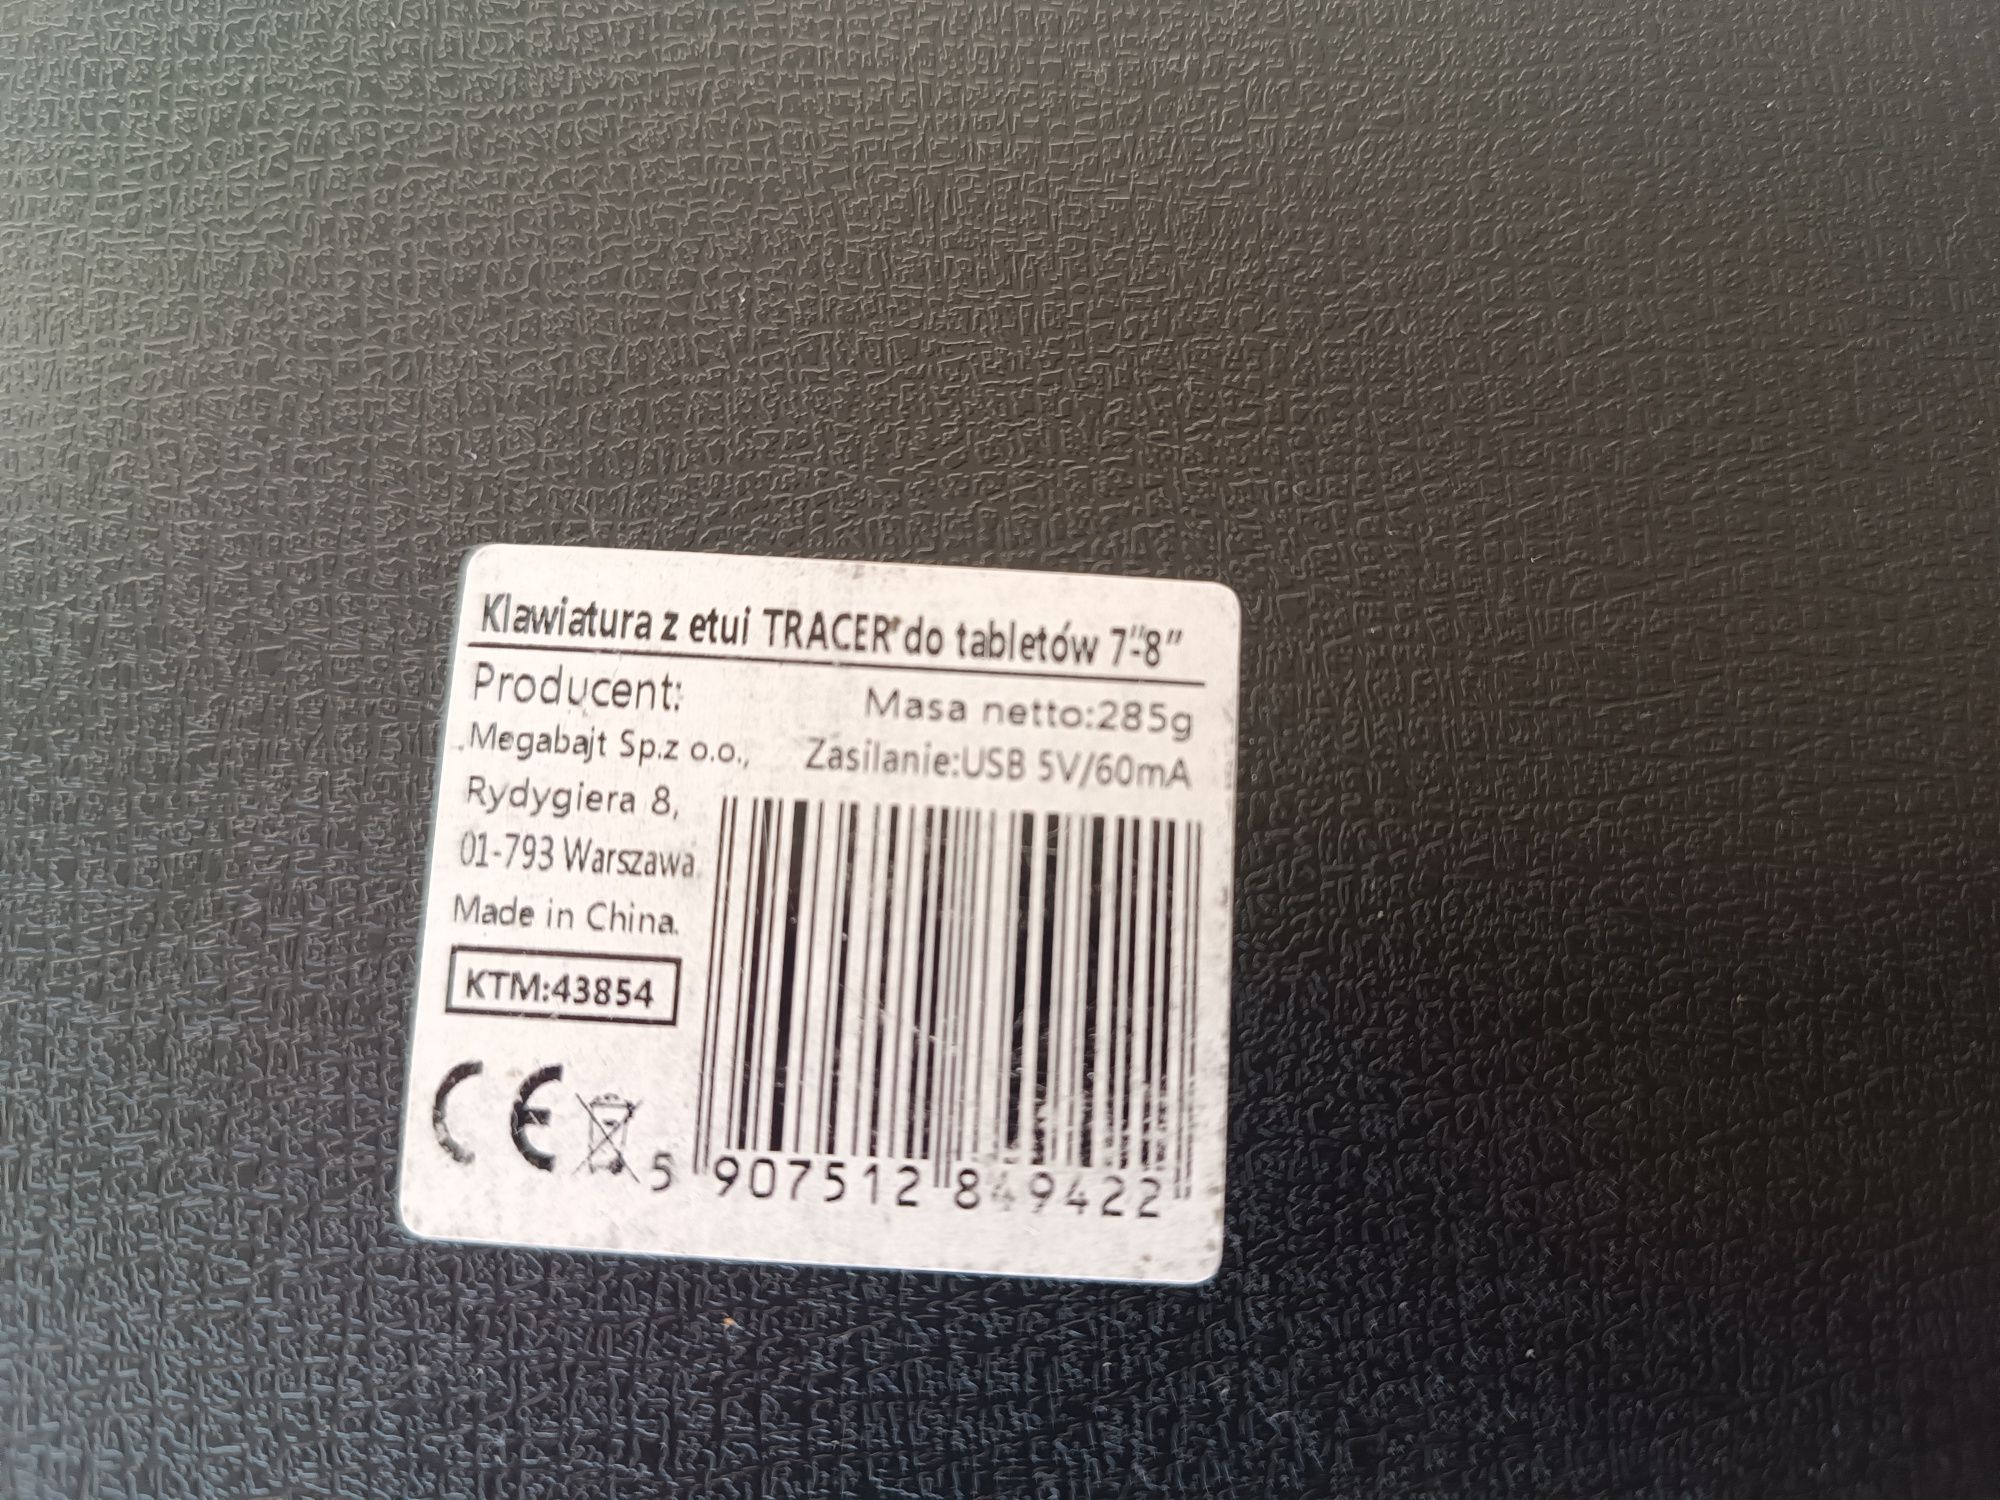 Klawiatura z etui TRACER do tabletów 7"-8"
Producent:
Megabajt Sp.z o.o.,
Rydygiera 8,
01-793 Warszawa
Made in China.
Masa netto:285g
Zasilanie:USB 5V/60mA
KTM:43854
CE
5 907512 849422